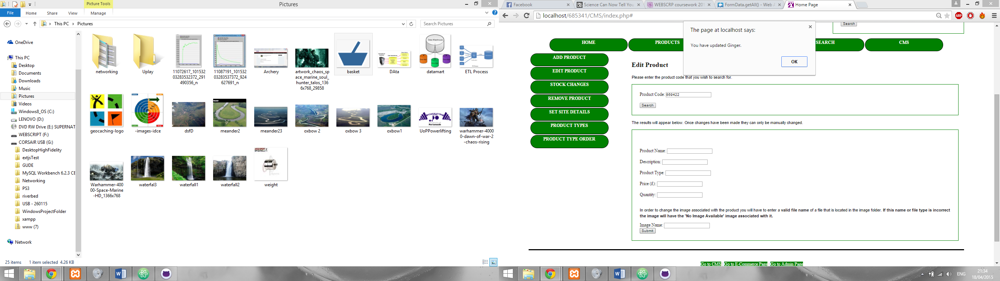 Picture Tools
Pictures
File
Home
Share
View
Manage
This PC
Pictures
Search Pictures
OneDrive
This PC
Desktop
Documents
Downloads
Music
Pictures
Videos
Windows8_OS (C:)
LENOVO (D:)
DVD RW Drive (E:) SUPERNAT
WEBSCRIPT (F:)
CORSAIR USB (G:)
DesktopHighFidelity
extjsTest
GUDE
MySQL Workbench 6.2.3 CE
Networking
PS3
riverbed
USB - 260115
WindowsProjectFolder
xampp
www (7)
Network
networking
Uplay
11072617_101532
03283532372_291
490356_n
11087191_101532
03283537372_924
627691_n
Archery
artwork_chaos_sp
ace_marine_soul_
hunter_talos_136
6x768_29858
basket
DAta
datamart
ETL Process
geocaching-logo
-images-idce
dsfD
meander2
meander23
oxbow 2
oxbow 3
oxbow1
UoPPowerlifting
warhammer-4000
0-dawn-of-war-2
-chaos-rising
Warhammer-400
00-Space-Marine
-HD_1366x768
waterfal3
waterfall1
waterfall2
weight
25 items
1 item selected 4.26 KB
Facebook
Science Can Now Tell You
WEBSCRP coursework 201
FormData.getAll() - Web A
Home Page
localhost/685341/CMS/index.php#
ABP
Search
The page at localhost says:
You have updated Ginger.
OK
HOME
PRODUCTS
SEARCH
CMS
ADD PRODUCT
EDIT PRODUCT
STOCK CHANGES
REMOVE PRODUCT
SET SITE DETAILS
PRODUCT TYPES
PRODUCT TYPE ORDER
Edit Product
Please enter the product code that you wish to search for.
Product Code: 869422
Search
The results will appear below. Once changes have been made they can only be manually changed.
Product Name:
Description:
Product Type:
Price (£):
Quantity:
In order to change the image associated with the product you will have to enter a valid file name of a file that is located in the image folder. If this name or file type is incorrect
the image will have the 'No Image Available' image associated with it.
Image Name:
Submit
Go to CMS | Go to E-Commerce Page | Go to Admin Page
ENG
21:34
18/04/2015